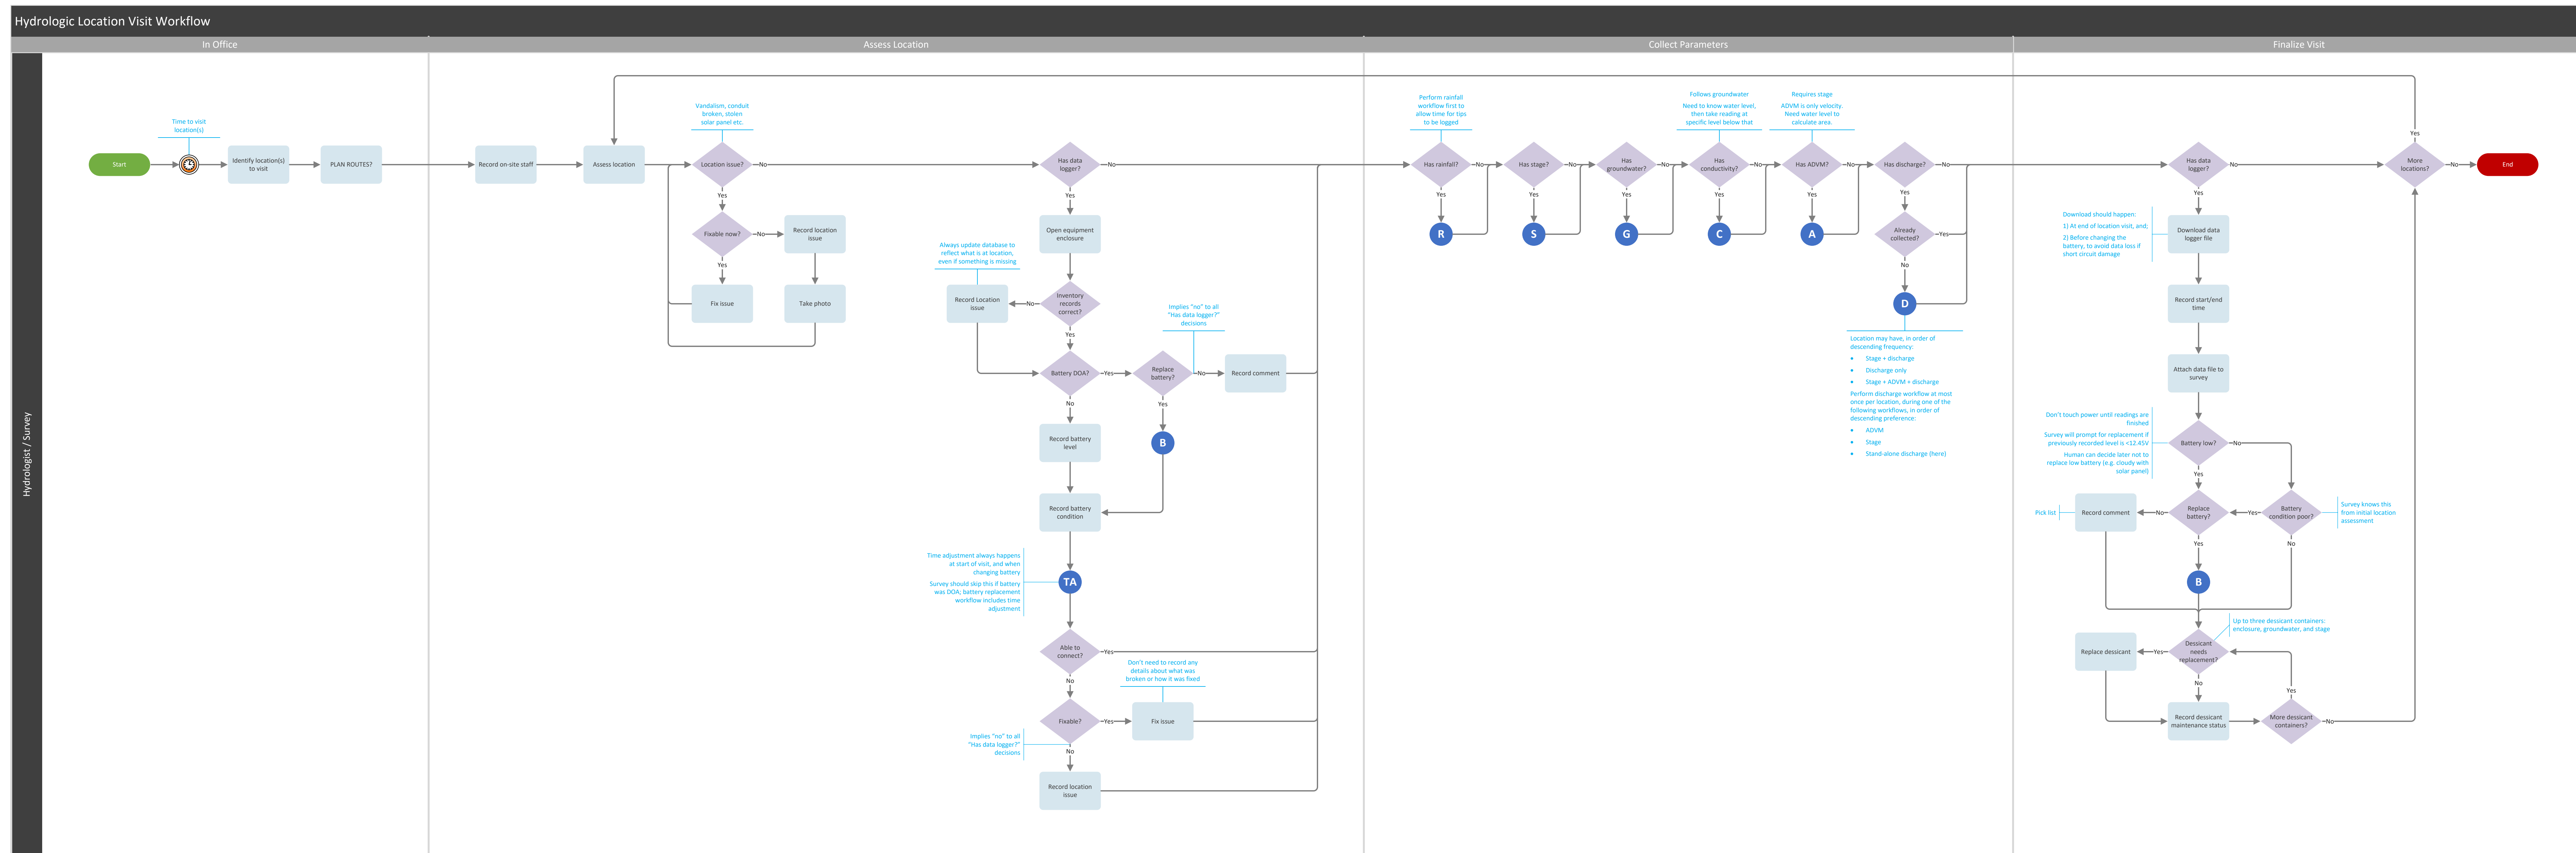 Hydrologic Location Visit Workflow
In Office
Assess Location
Collect Parameters
Finalize Visit
Hydrologist / Survey
Start
Time to visit
location(s)
Identify location(s)
to visit
PLAN ROUTES?
Record on-site staff
Assess location
Vandalism, conduit
broken, stolen
solar panel etc.
Location issue?
No
Yes
Fixable now?
No
Record location
issue
Yes
Fix issue
Take photo
Has data
logger?
No
Yes
Open equipment
enclosure
Always update database to
reflect what is at location,
even if something is missing
Record Location
issue
No
Inventory
records
correct?
Yes
Implies "no" to all
"Has data logger?"
decisions
Battery DOA?
Yes
Replace
battery?
No
Record comment
No
Yes
Record battery
level
B
Record battery
condition
Time adjustment always happens
at start of visit, and when
changing battery
Survey should skip this if battery
was DOA; battery replacement
workflow includes time
adjustment
TA
Able to
connect?
Yes
No
Don't need to record any
details about what was
broken or how it was fixed
Fixable?
Yes
Fix issue
Implies "no" to all
"Has data logger?"
decisions
No
Record location
issue
Perform rainfall
workflow first to
allow time for tips
to be logged
Has rainfall?
No
Yes
R
Has stage?
No
Yes
S
Has
groundwater?
No
Yes
G
Follows groundwater
Need to know water level,
then take reading at
specific level below that
Has
conductivity?
No
Yes
C
Requires stage
ADVM is only velocity.
Need water level to
calculate area.
Has ADVM?
No
Yes
A
Has discharge?
No
Yes
Already
collected?
Yes
No
D
Location may have, in order of
descending frequency:
• Stage + discharge
• Discharge only
• Stage + ADVM + discharge
Perform discharge workflow at most
once per location, during one of the
following workflows, in order of
descending preference:
• ADVM
• Stage
• Stand-alone discharge (here)
Has data
logger?
No
Yes
Download should happen:
1) At end of location visit, and;
2) Before changing the
battery, to avoid data loss if
short circuit damage
Download data
logger file
Record start/end
time
Attach data file to
survey
Don't touch power until readings are
finished
Survey will prompt for replacement if
previously recorded level is <12.45V
Human can decide later not to
replace low battery (e.g. cloudy with
solar panel)
Battery low?
No
Yes
Pick list
Record comment
No
Replace
battery?
Yes
Battery
condition poor?
Survey knows this
from initial location
assessment
Yes
No
B
Up to three dessicant containers:
enclosure, groundwater, and stage
Replace dessicant
Yes
Dessicant
needs
replacement?
No
Yes
Record dessicant
maintenance status
More dessicant
containers?
No
Yes
More
locations?
No
End